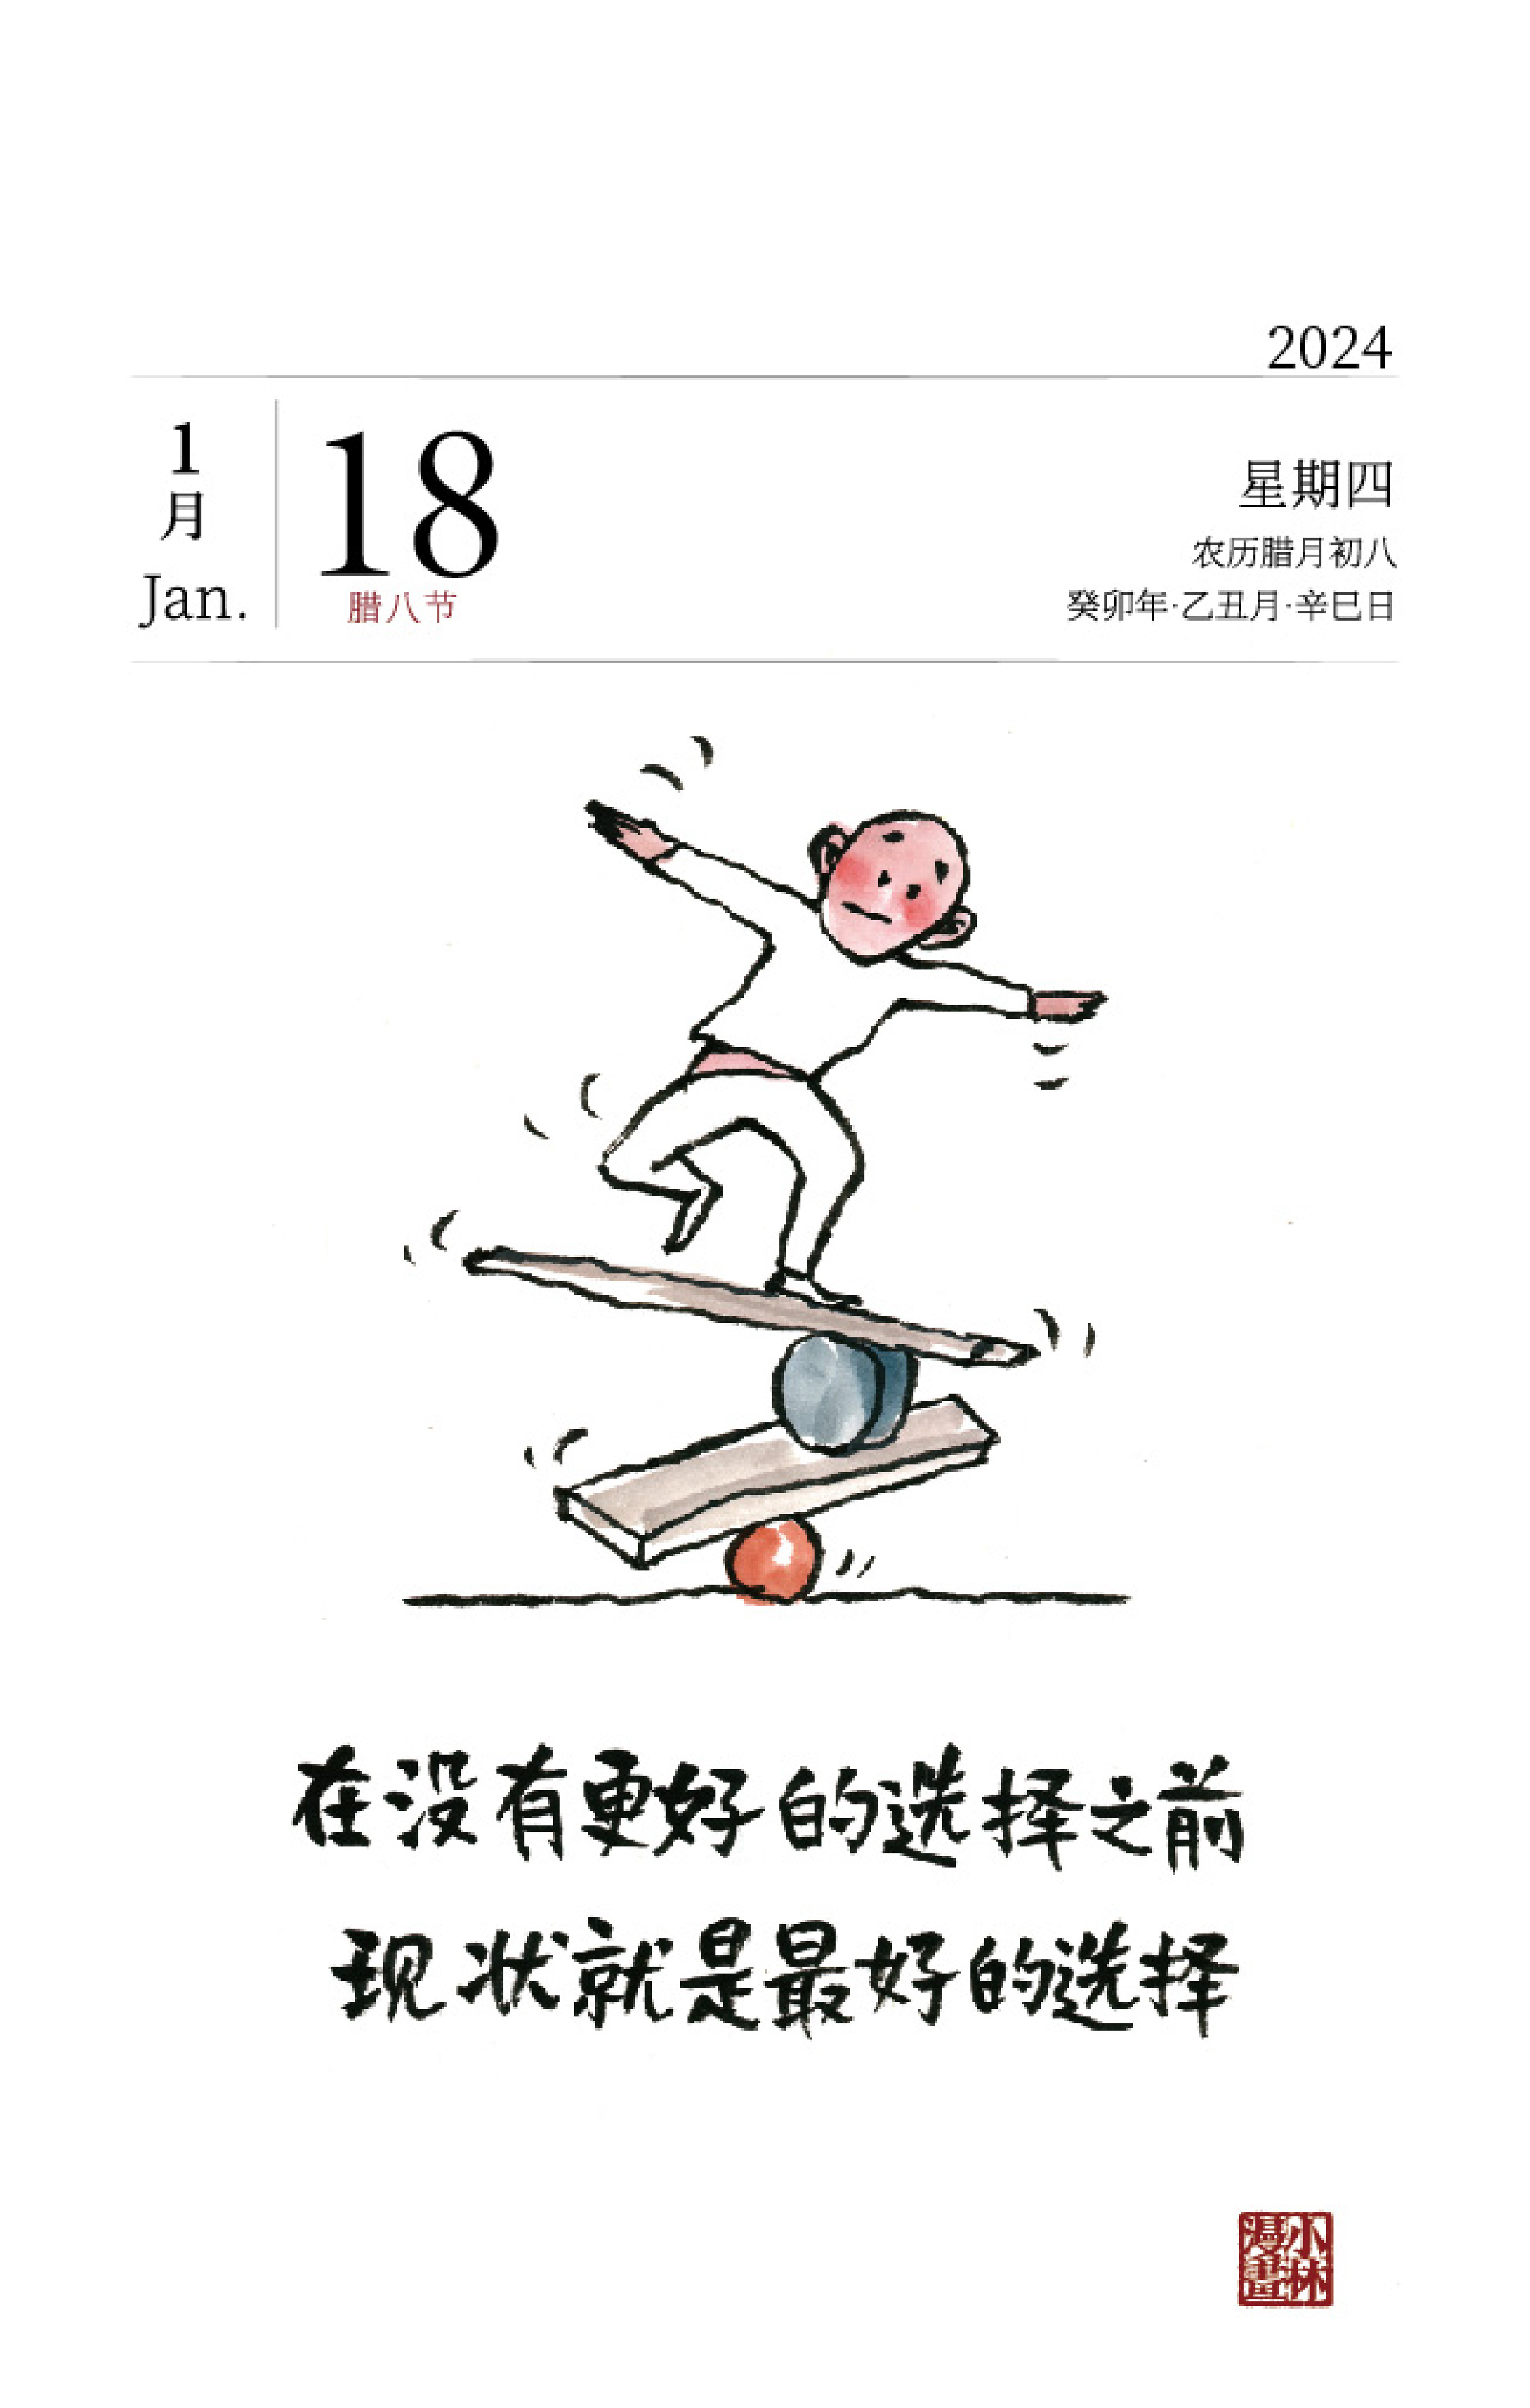 2024
1
月
Jan.
18
腊八节
星期四
农历腊月初八
癸卯年·乙丑月·辛巳日
在没有更好的选择之前
现状就是最好的选择
小林
漫畫